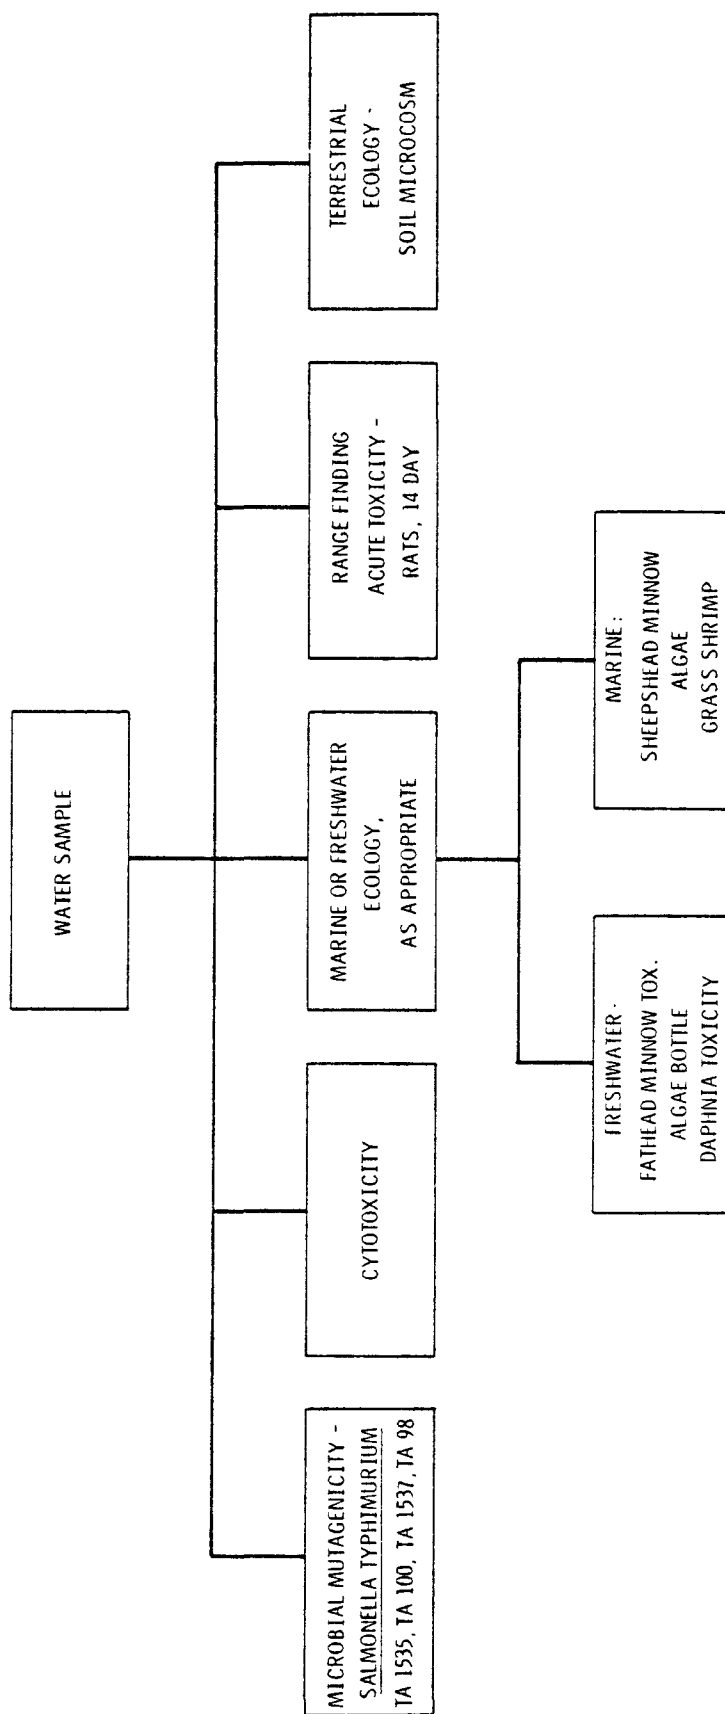 WATER SAMPLE
MICROBIAL MUTAGENICITY -
SALMONELLA TYPHIMURIUM
TA 1535, TA 100, TA 1537, TA 98
CYTOTOXICITY
MARINE OR FRESHWATER
ECOLOGY,
AS APPROPRIATE
RANGE FINDING
ACUTE TOXICITY -
RATS, 14 DAY
TERRESTRIAL
ECOLOGY -
SOIL MICROCOSM
FRESHWATER -
FATHEAD MINNOW TOX.
ALGAE BOTTLE
DAPHNIA TOXICITY
MARINE:
SHEEPSHEAD MINNOW
ALGAE
GRASS SHRIMP